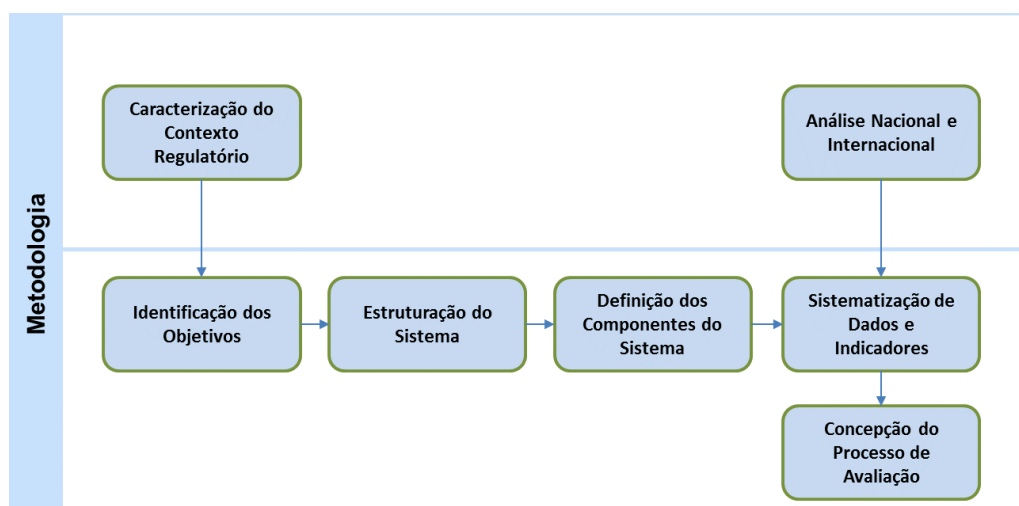 Metodologia
Caracterização do
Contexto
Regulatório
Análise Nacional e
Internacional
Identificação dos
Objetivos
Estruturação do
Sistema
Definição dos
Componentes do
Sistema
Sistematização de
Dados e
Indicadores
Concepção do
Processo de
Avaliação